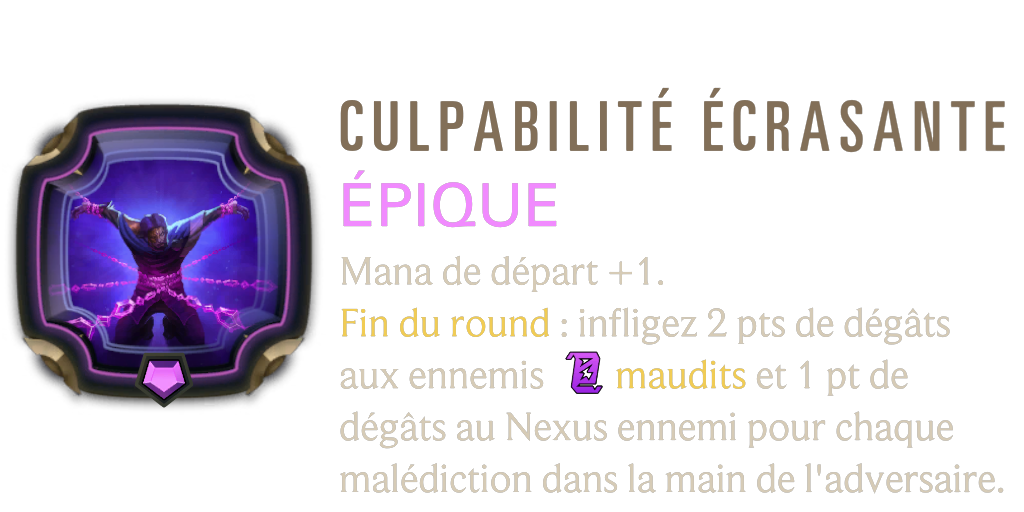 CULPABILITÉ ÉCRASANTE
ÉPIQUE
Mana de départ +1.
Fin du round : infligez 2 pts de dégâts
aux ennemis maudits et 1 pt de
dégâts au Nexus ennemi pour chaque
malédiction dans la main de l'adversaire.